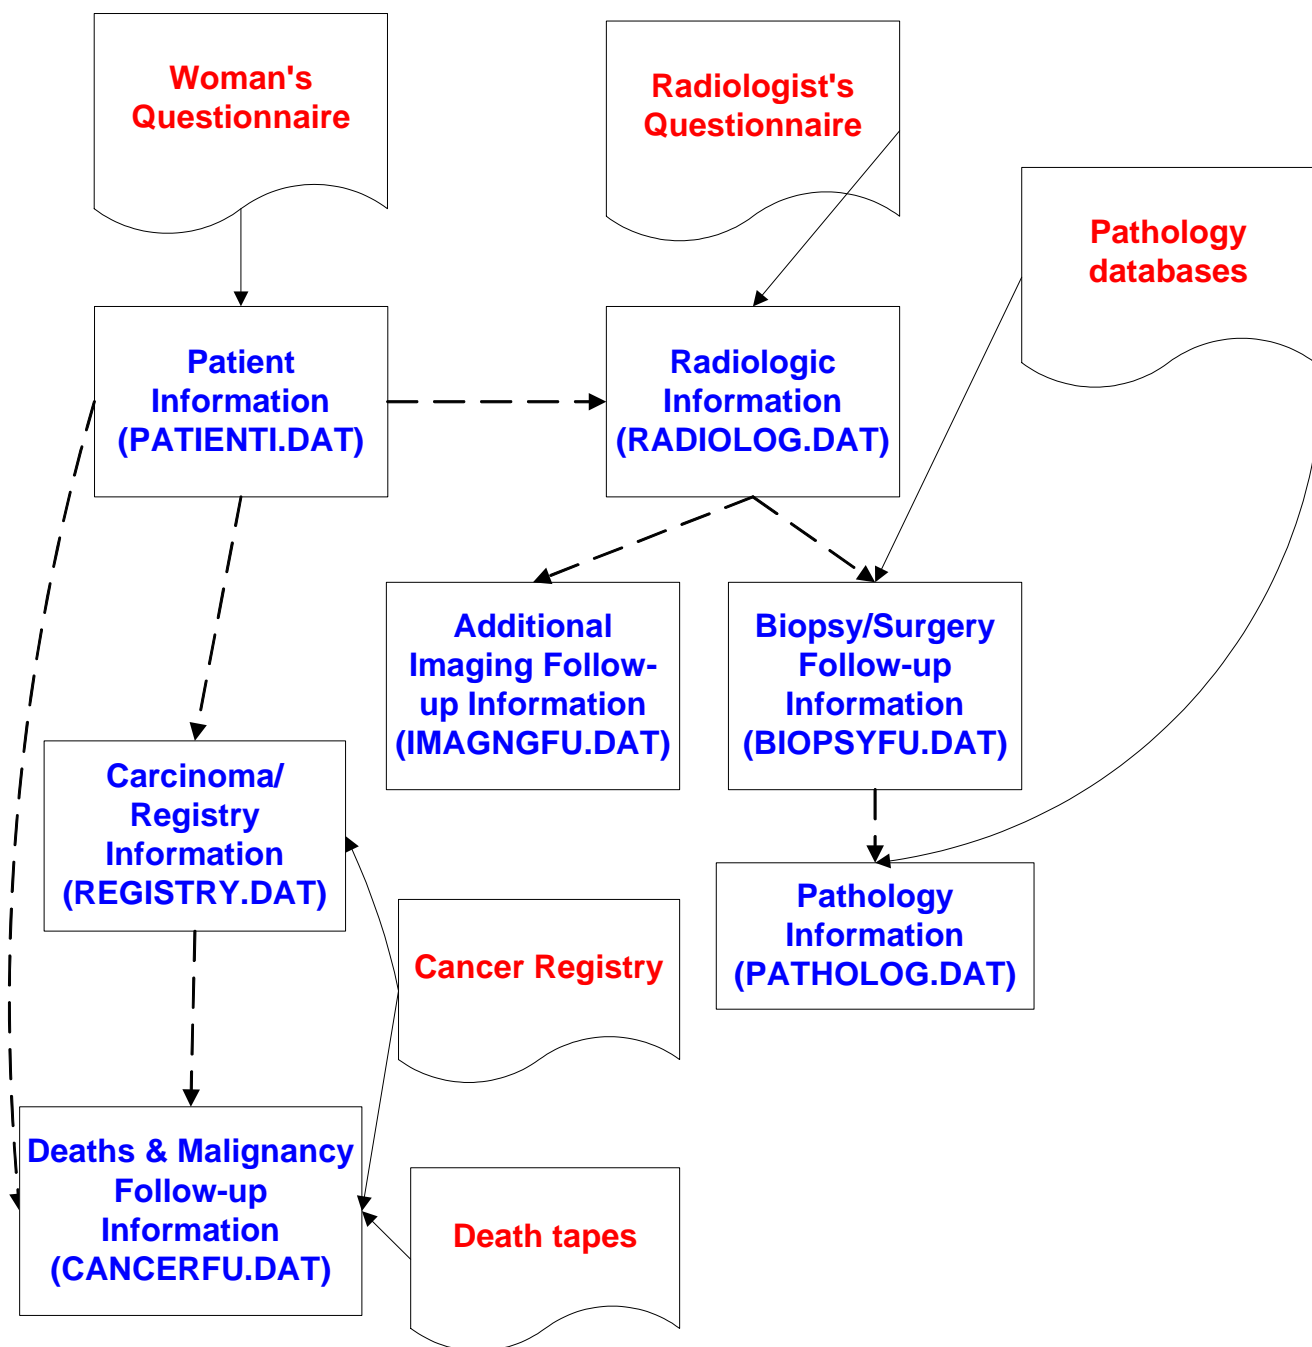 Woman's
Questionnaire
Radiologist's
Questionnaire
Pathology
databases
Patient
Information
(PATIENTI.DAT)
Radiologic
Information
(RADIOLOG.DAT)
Additional
Imaging Follow-
up Information
(IMAGNGFU.DAT)
Biopsy/Surgery
Follow-up
Information
(BIOPSYFU.DAT)
Carcinoma/
Registry
Information
(REGISTRY.DAT)
Cancer Registry
Pathology
Information
(PATHOLOG.DAT)
Deaths & Malignancy
Follow-up
Information
(CANCERFU.DAT)
Death tapes